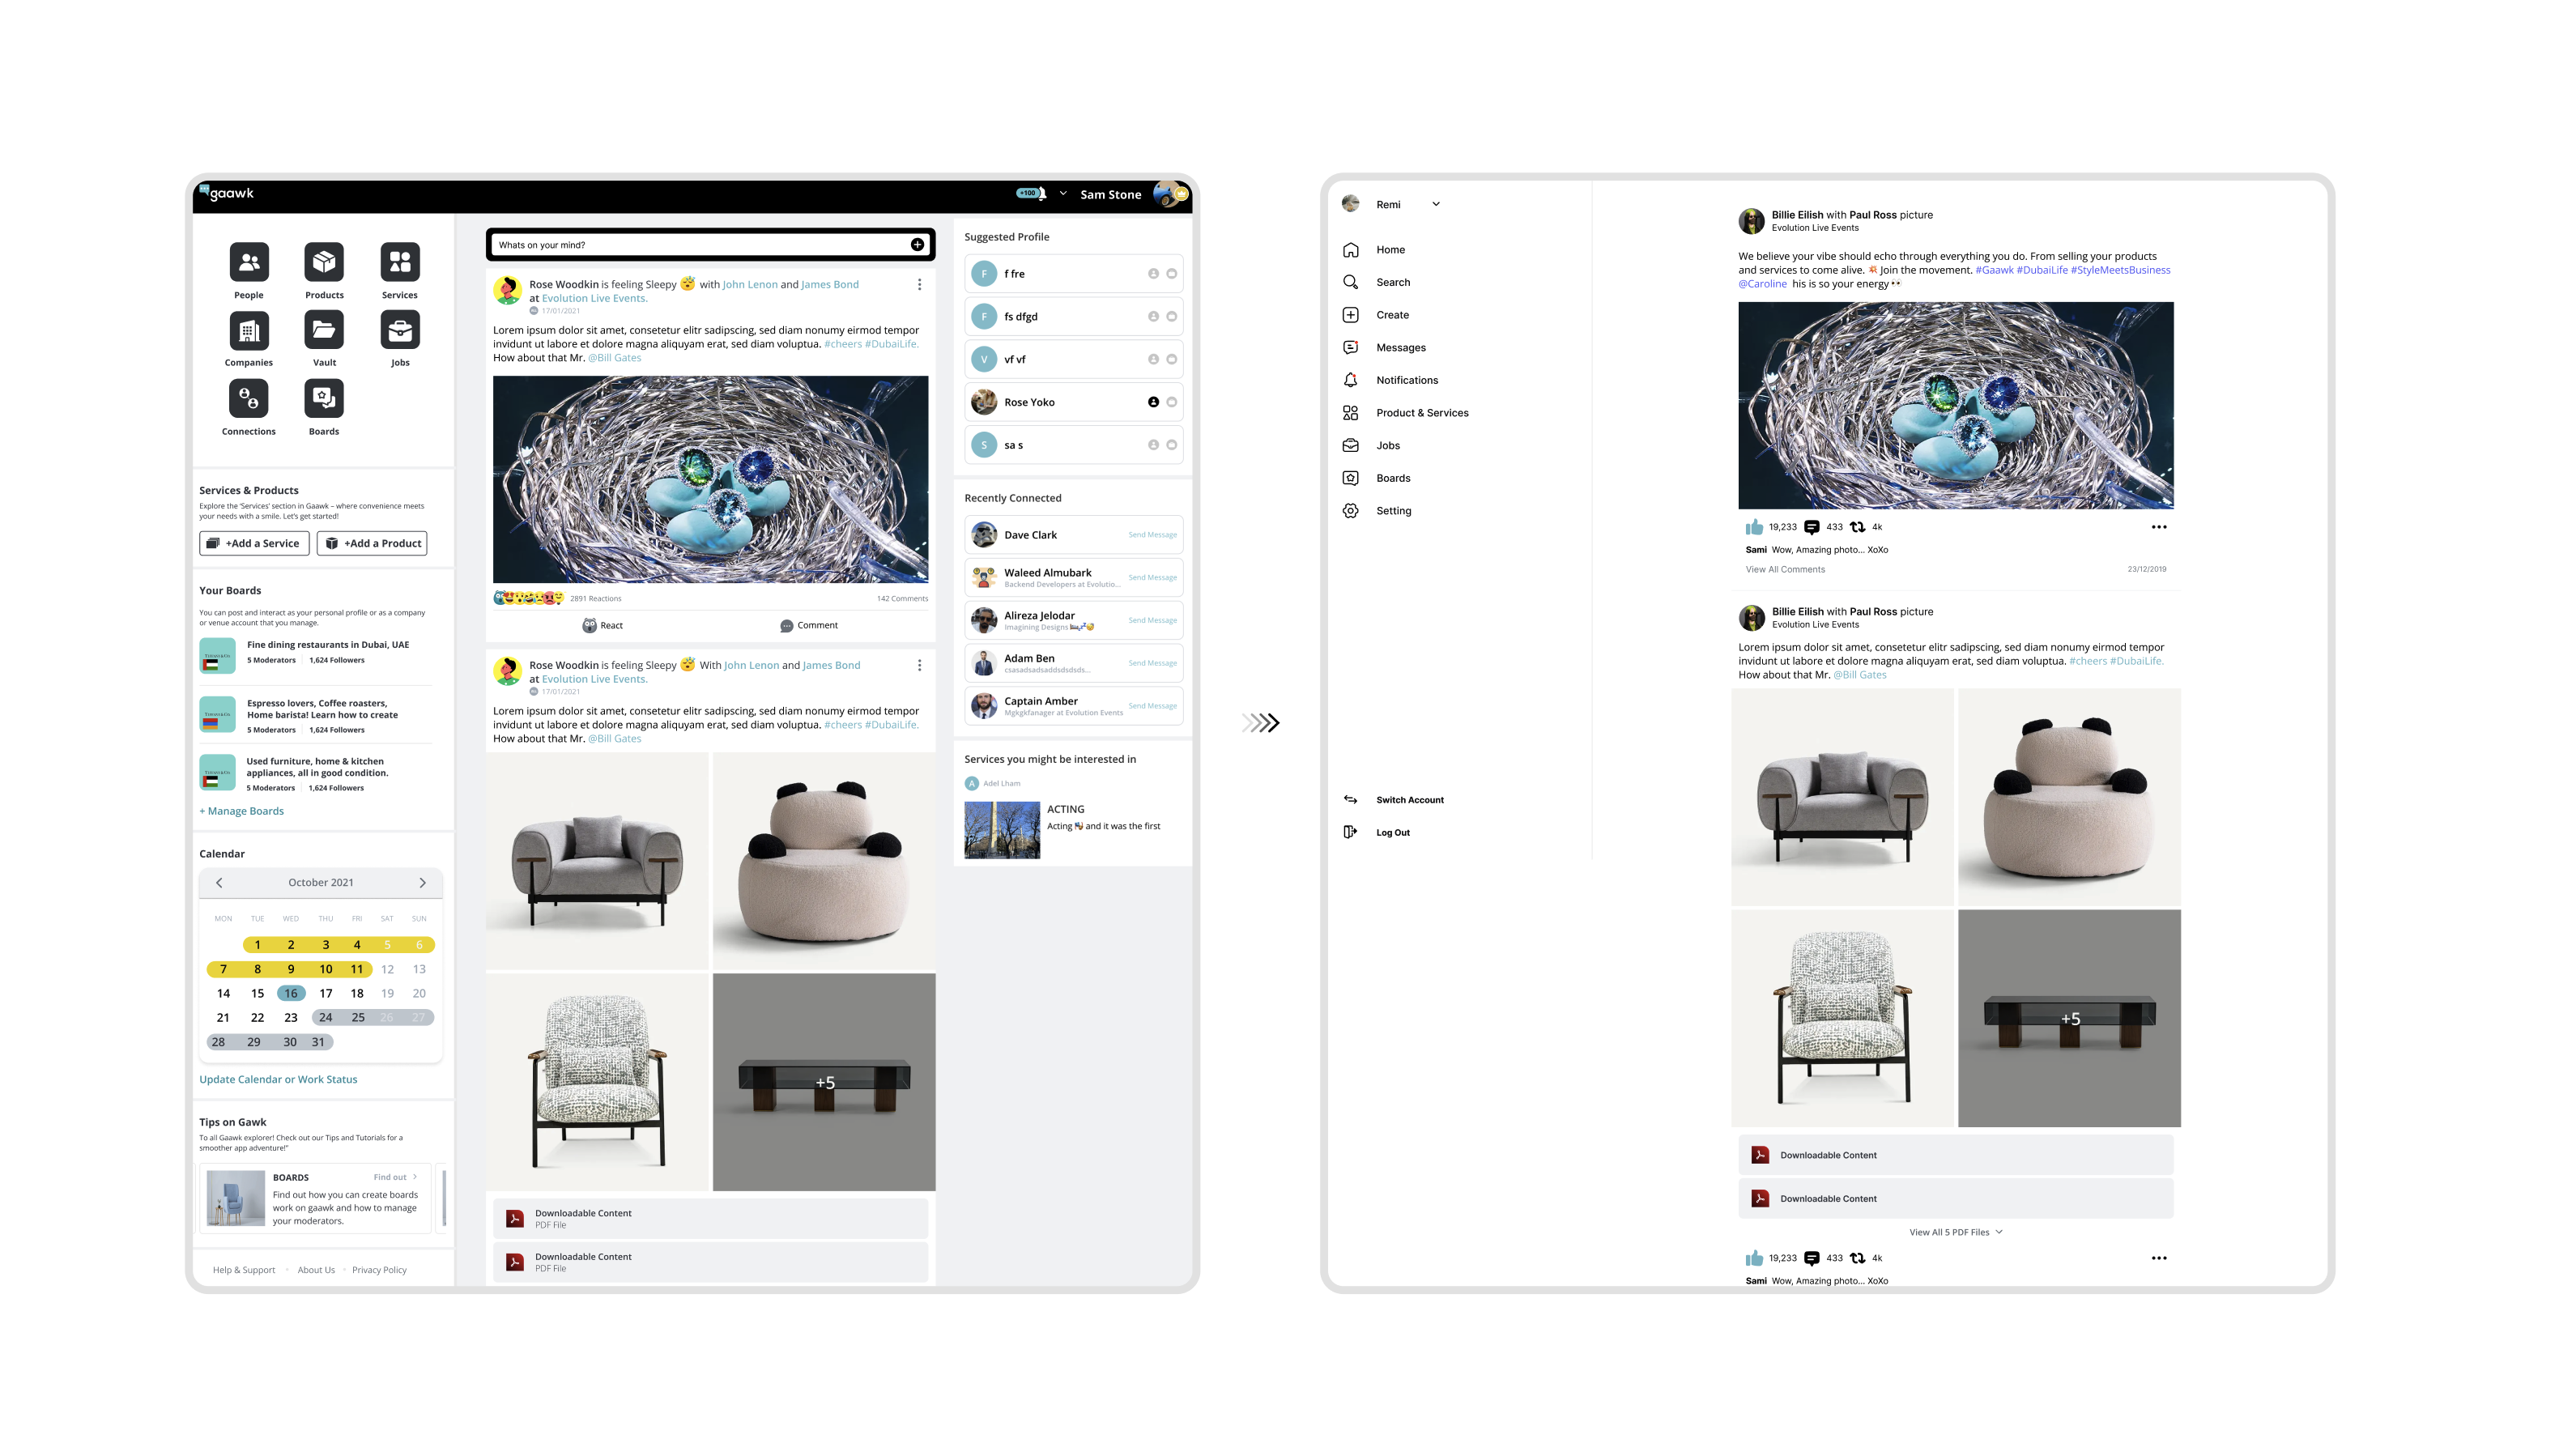 gaawk
+100
Sam Stone
People
Products
Services
Companies
Vault
Jobs
Connections
Boards
Services & Products
Explore the 'Services' section in Gaawk – where convenience meets
your needs with a smile. Let's get started!
+Add a Service
+Add a Product
Your Boards
You can post and interact as your personal profile or as a company
or venue account that you manage.
Fine dining restaurants in Dubai, UAE
5 Moderators
1,624 Followers
Espresso lovers, Coffee roasters,
Home barista! Learn how to create
5 Moderators
1,624 Followers
Used furniture, home & kitchen
appliances, all in good condition.
5 Moderators
1,624 Followers
+ Manage Boards
Calendar
October 2021
MON TUE WED THU FRI SAT SUN
1 2 3 4 5 6
7 8 9 10 11 12 13
14 15 16 17 18 19 20
21 22 23 24 25 26 27
28 29 30 31
Update Calendar or Work Status
Tips on Gawk
To all Gaawk explorer! Check out our Tips and Tutorials for a
smoother app adventure!"
BOARDS
Find out
Find out how you can create boards
work on gaawk and how to manage
your moderators.
Help & Support
About Us
Privacy Policy
Whats on your mind?
Rose Woodkin is feeling Sleepy 😴 with John Lenon and James Bond
at Evolution Live Events.
17/01/2021
Lorem ipsum dolor sit amet, consetetur elitr sadipscing, sed diam nonumy eirmod tempor
invidunt ut labore et dolore magna aliquyam erat, sed diam voluptua. #cheers #DubaiLife.
How about that Mr. @Bill Gates
2891 Reactions
142 Comments
React
Comment
Rose Woodkin is feeling Sleepy 😴 With John Lenon and James Bond
at Evolution Live Events.
17/01/2021
Lorem ipsum dolor sit amet, consetetur elitr sadipscing, sed diam nonumy eirmod tempor
invidunt ut labore et dolore magna aliquyam erat, sed diam voluptua. #cheers #DubaiLife.
How about that Mr. @Bill Gates
+5
Downloadable Content
PDF File
Downloadable Content
PDF File
Suggested Profile
F
f fre
F
fs dfgd
V
vf vf
Rose Yoko
S
sa s
Recently Connected
Dave Clark
Send Message
Waleed Almubark
Backend Developers at Evolutio...
Send Message
Alireza Jelodar
Imagining Designs
Send Message
Adam Ben
csasadsadsaddsdsdsds...
Send Message
Captain Amber
Mgkgkfanager at Evolution Events
Send Message
Services you might be interested in
A
Adel Lham
ACTING
Acting and it was the first
Remi
Home
Search
Create
Messages
Notifications
Product & Services
Jobs
Boards
Setting
Switch Account
Log Out
Billie Eilish with Paul Ross picture
Evolution Live Events
We believe your vibe should echo through everything you do. From selling your products
and services to come alive. 💥 Join the movement. #Gaawk #DubaiLife #StyleMeetsBusiness
@Caroline his is so your energy 👀
19,233
433
4k
Sami Wow, Amazing photo... XoXo
View All Comments
23/12/2019
Billie Eilish with Paul Ross picture
Evolution Live Events
Lorem ipsum dolor sit amet, consetetur elitr sadipscing, sed diam nonumy eirmod tempor
invidunt ut labore et dolore magna aliquyam erat, sed diam voluptua. #cheers #DubaiLife.
How about that Mr. @Bill Gates
+5
Downloadable Content
Downloadable Content
View All 5 PDF Files
19,233
433
4k
Sami Wow, Amazing photo... XoXo